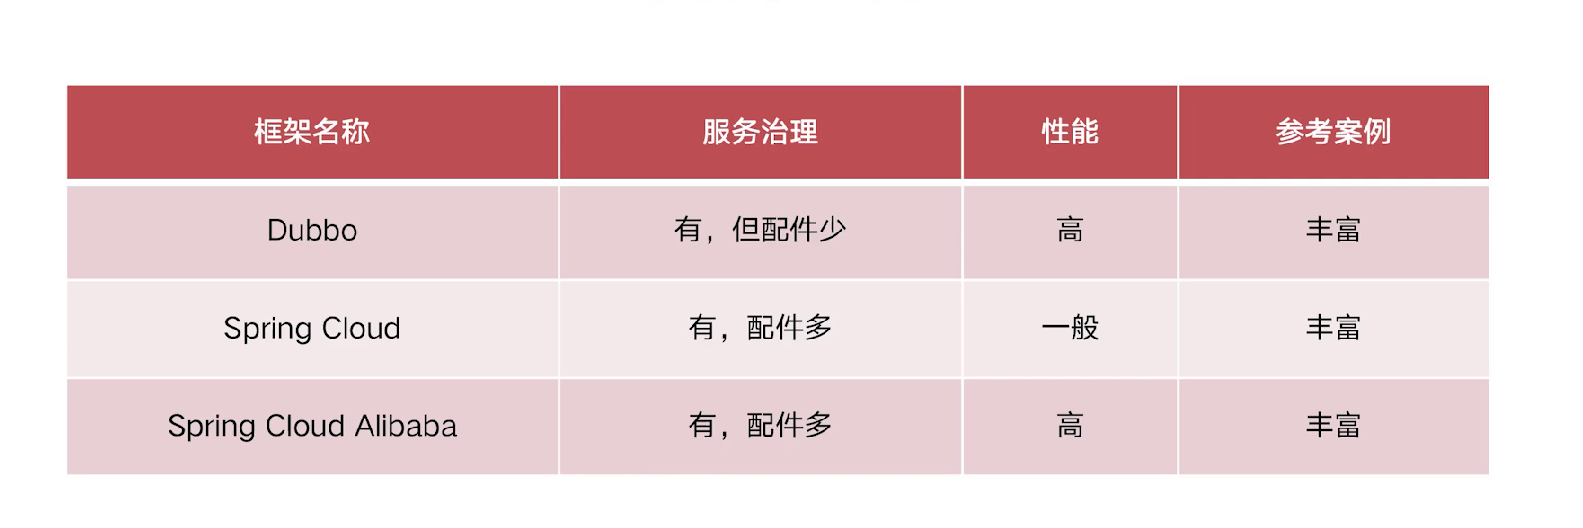 框架名称 服务治理 性能 参考案例
Dubbo 有，但配件少 高 丰富
Spring Cloud 有，配件多 一般 丰富
Spring Cloud Alibaba 有，配件多 高 丰富